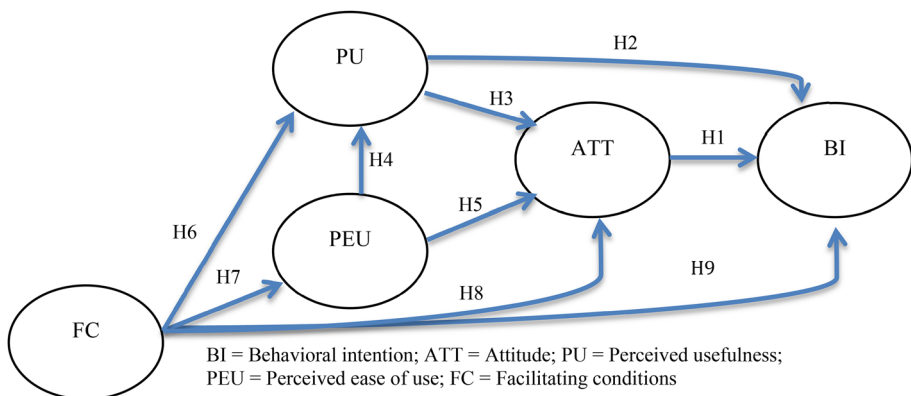 H2
PU
H3
ATT
H1
BI
H4
H5
H6
PEU
H7
H9
H8
FC
BI = Behavioral intention; ATT = Attitude; PU = Perceived usefulness;
PEU = Perceived ease of use; FC = Facilitating conditions